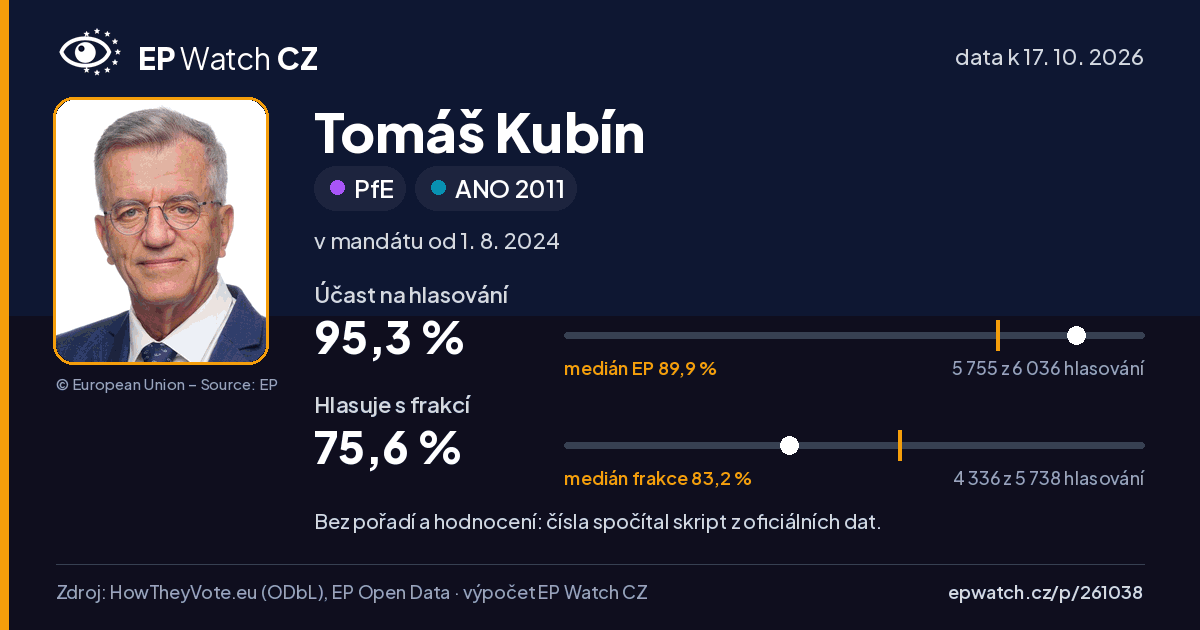 EP Watch CZ
data k 17. 10. 2026
Tomáš Kubín
PfE
ANO 2011
v mandátu od 1. 8. 2024
Účast na hlasování
95,3 %
medián EP 89,9 %
5 755 z 6 036 hlasování
© European Union – Source: EP
Hlasuje s frakcí
75,6 %
medián frakce 83,2 %
4 336 z 5 738 hlasování
Bez pořadí a hodnocení: čísla spočítal skript z oficiálních dat.
Zdroj: HowTheyVote.eu (ODbL), EP Open Data · výpočet EP Watch CZ
epwatch.cz/p/261038